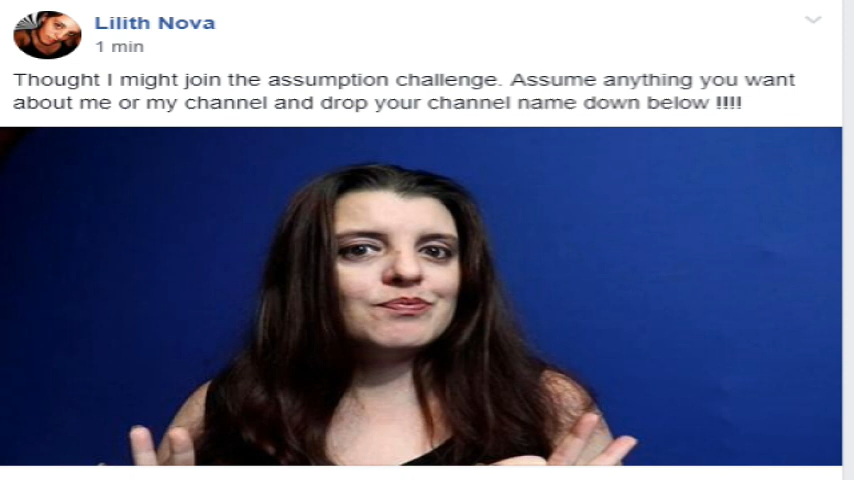 Lilith Nova
1 min
Thought I might join the assumption challenge. Assume anything you want
about me or my channel and drop your channel name down below !!!!